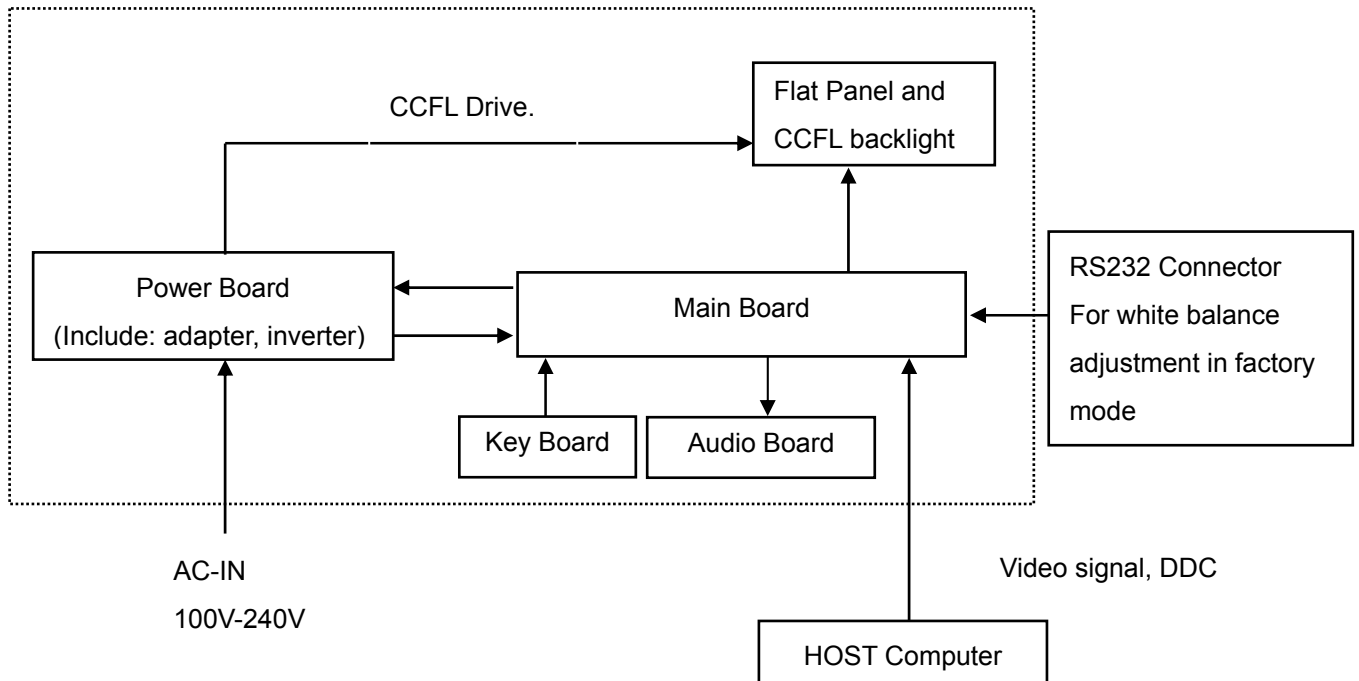 CCFL Drive.
Flat Panel and
CCFL backlight
Power Board
(Include: adapter, inverter)
Main Board
RS232 Connector
For white balance
adjustment in factory
mode
Key Board
Audio Board
AC-IN
100V-240V
Video signal, DDC
HOST Computer